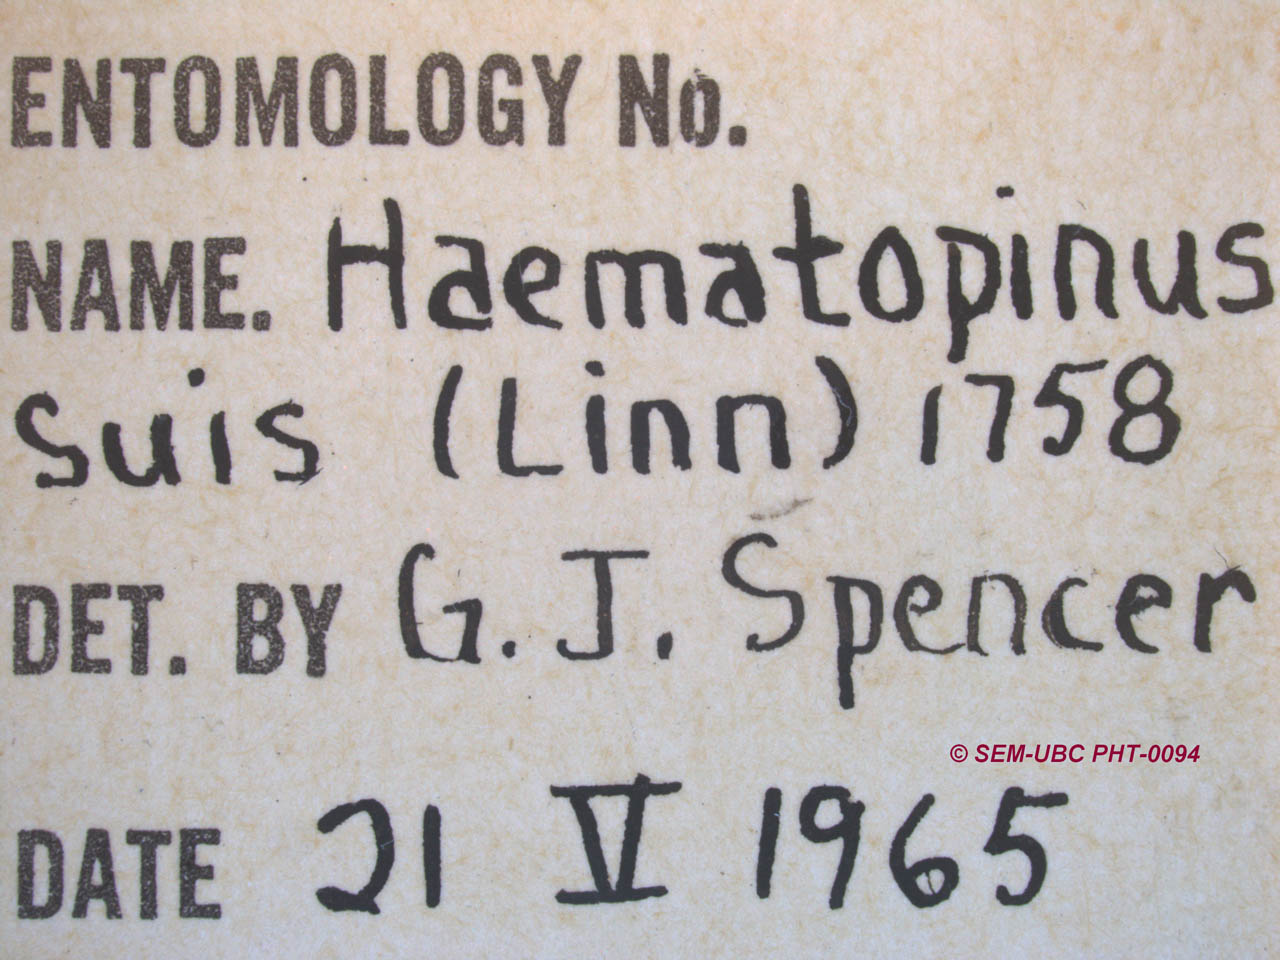 ENTOMOLOGY No.
NAME. Haematopinus
Suis (Linn) 1758
DET. BY G. J. Spencer
© SEM-UBC PHT-0094
DATE 21 V 1965